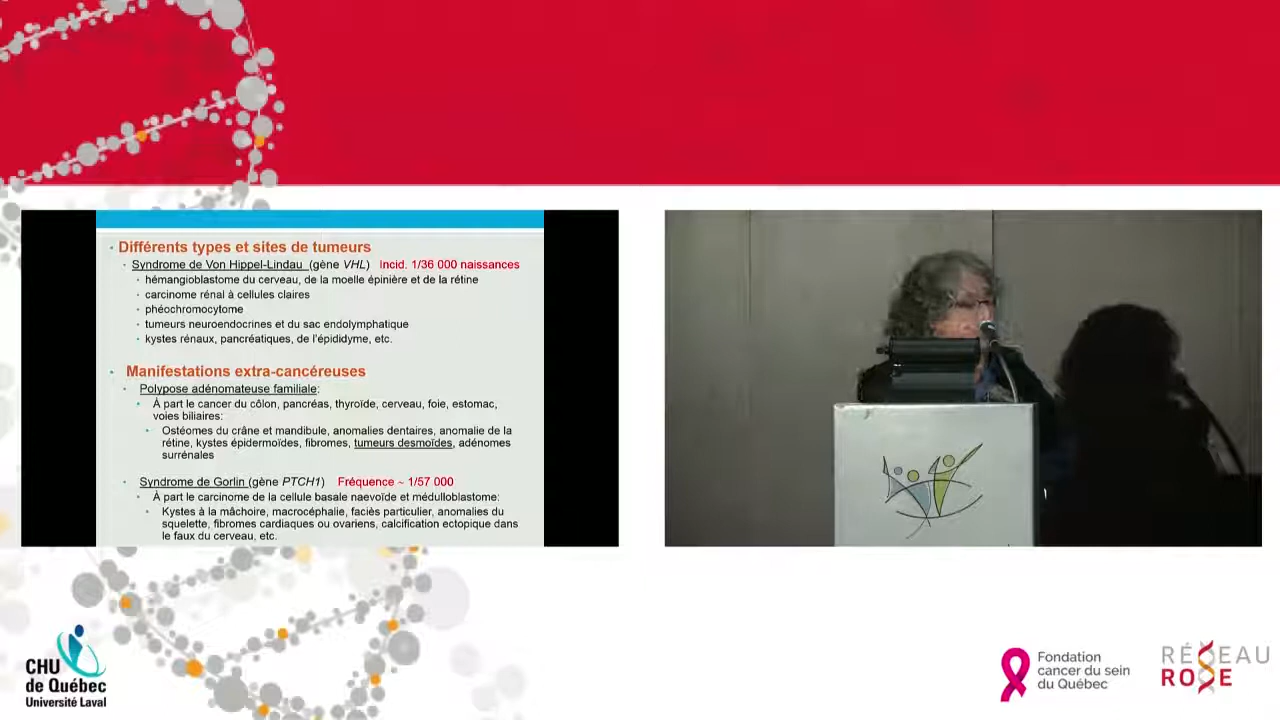 Différents types et sites de tumeurs
Syndrome de Von Hippel-Lindau (gène VHL) Incid. 1/36 000 naissances
hémangioblastome du cerveau, de la moelle épinière et de la rétine
carcinome rénal à cellules claires
phéochromocytome
tumeurs neuroendocrines et du sac endolymphatique
kystes rénaux, pancréatiques, de l'épididyme, etc.
Manifestations extra-cancéreuses
Polypose adénomateuse familiale:
À part le cancer du côlon, pancréas, thyroïde, cerveau, foie, estomac,
voies biliaires:
Ostéomes du crâne et mandibule, anomalies dentaires, anomalie de la
rétine, kystes épidermoïdes, fibromes, tumeurs desmoïdes, adénomes
surrénales
Syndrome de Gorlin (gène PTCH1) Fréquence ~ 1/57 000
À part le carcinome de la cellule basale naevoïde et médulloblastome:
Kystes à la mâchoire, macrocéphalie, faciès particulier, anomalies du
squelette, fibromes cardiaques ou ovariens, calcification ectopique dans
le faux du cerveau, etc.
CHU
de Québec
Université Laval
Fondation
cancer du sein
du Québec
RÉSEAU
ROSE